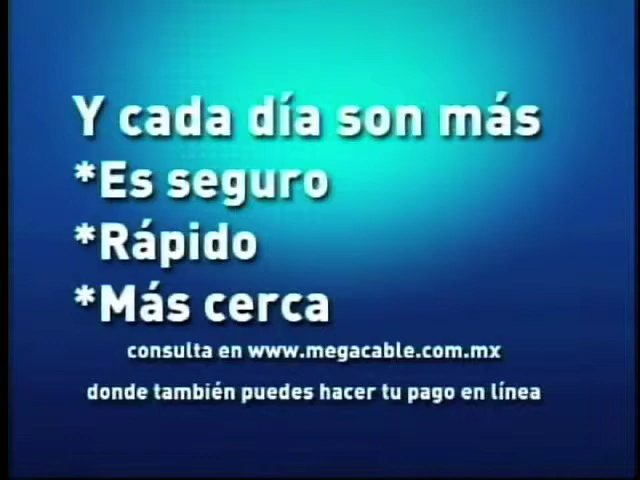 Y cada día son más
*Es seguro
*Rápido
*Más cerca
consulta en www.megacable.com.mx
donde también puedes hacer tu pago en línea